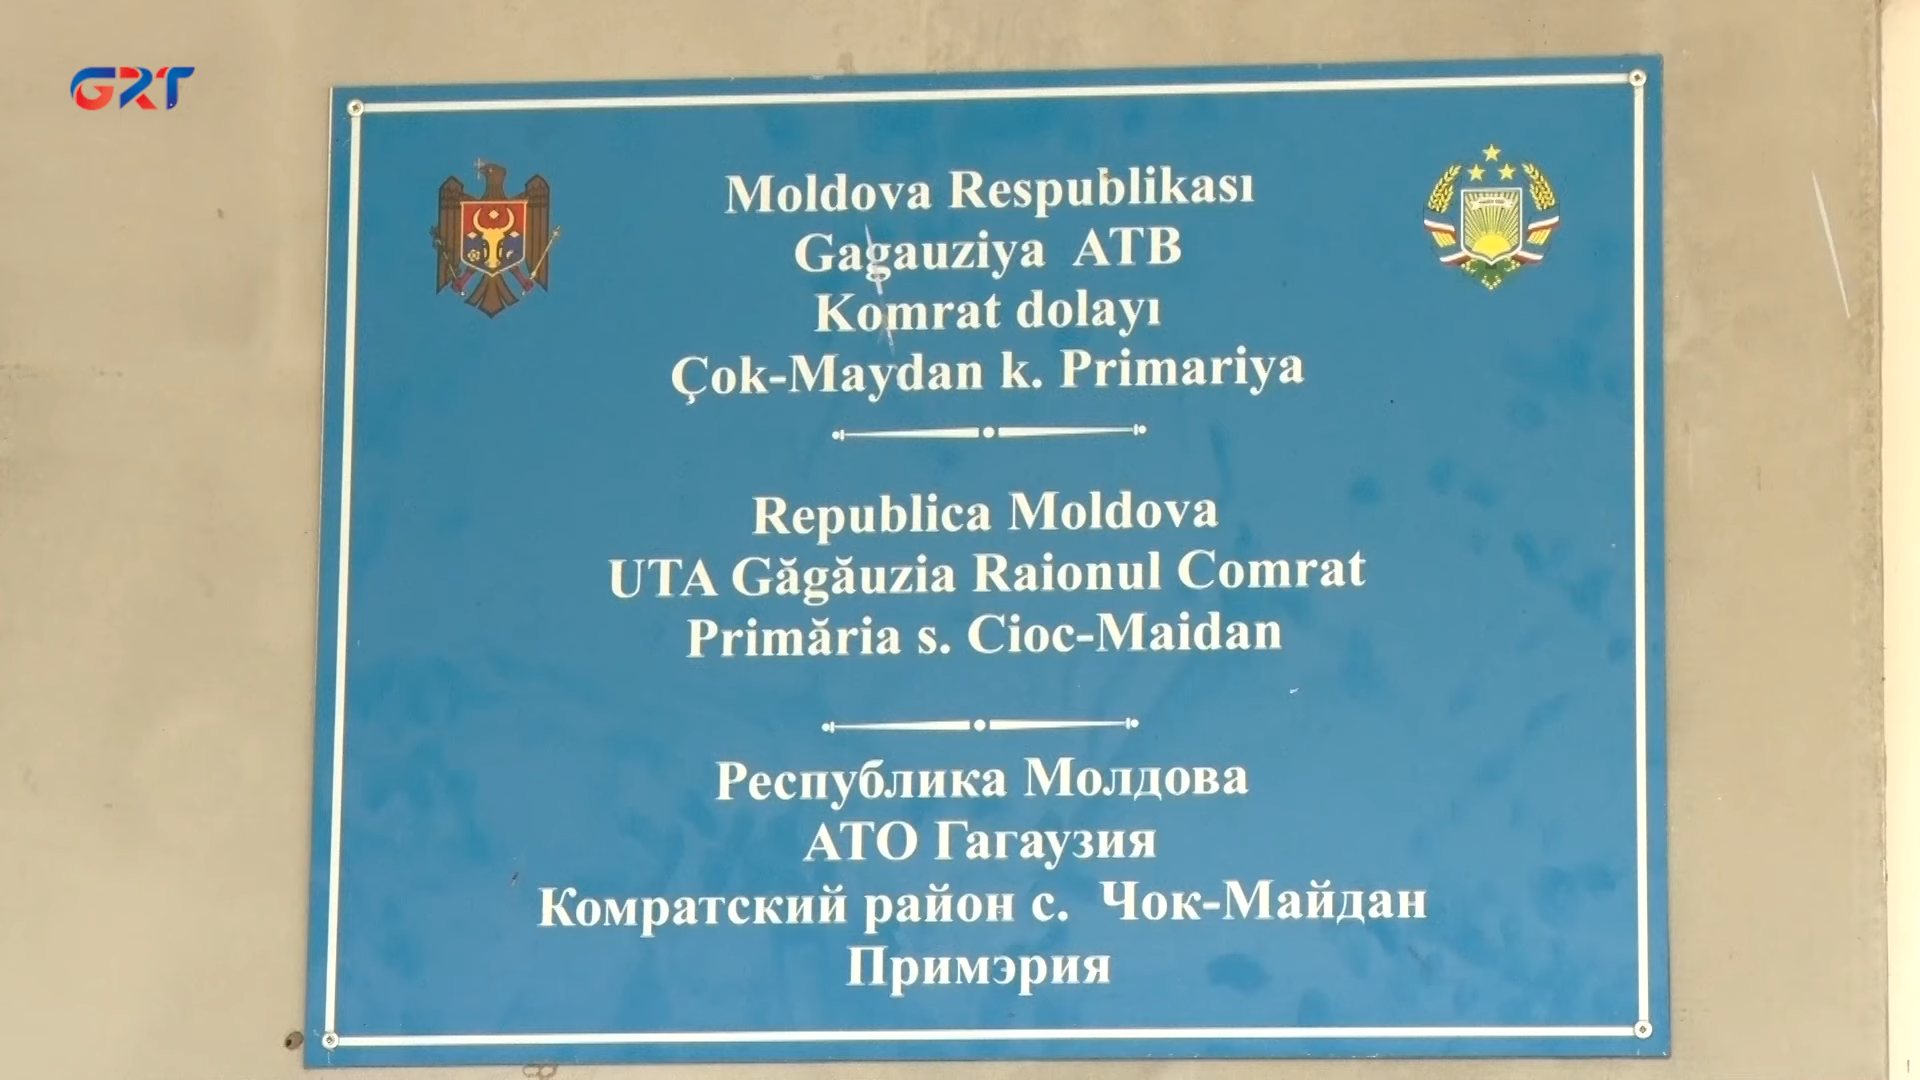 GRT
Moldova Respublikası
Gagauziya ATB
Komrat dolayı
Çok-Maydan k. Primariya
Republica Moldova
UTA Găgăuzia Raionul Comrat
Primăria s. Cioc-Maidan
Республика Молдова
АТО Гагаузия
Комратский район с. Чок-Майдан
Примэрия